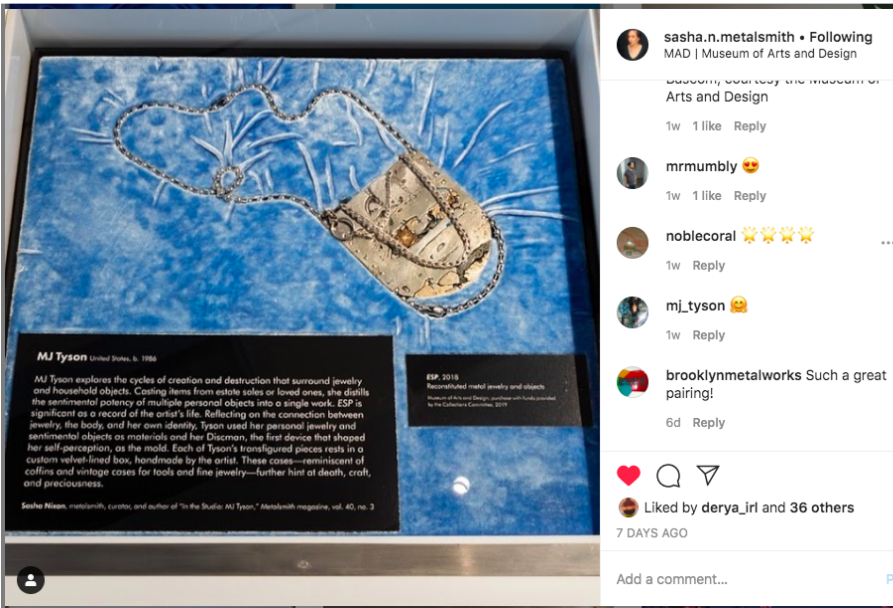 sasha.n.metalsmith • Following
MAD | Museum of Arts and Design
Bascom, courtesy the Museum of
Arts and Design
1w 1 like Reply
mrmumbly 😍
1w 1 like Reply
noblecoral 🌟🌟🌟🌟
1w Reply
mj_tyson 🤗
1w Reply
brooklynmetalworks Such a great
pairing!
6d Reply
Liked by derya_irl and 36 others
7 DAYS AGO
Add a comment...
P
MJ Tyson United States, b. 1986
MJ Tyson explores the cycles of creation and destruction that surround jewelry
and household objects. Casting items from estate sales or loved ones, she distills
the sentimental potency of multiple personal objects into a single work. ESP is
significant as a record of the artist's life. Reflecting on the connection between
jewelry, the body, and her own identity, Tyson used her personal jewelry and
sentimental objects as materials and her Discman, the first device that shaped
her self-perception, as the mold. Each of Tyson's transfigured pieces rests in a
custom velvet-lined box, handmade by the artist. These cases—reminiscent of
coffins and vintage cases for tools and fine jewelry—further hint at death, craft,
and preciousness.
Sasha Nixon, metalsmith, curator, and author of "In the Studio: MJ Tyson," Metalsmith magazine, vol. 40, no. 3
ESP, 2018
Reconstituted metal jewelry and objects
Museum of Arts and Design; purchase with funds provided
by the Collections Committee, 2019